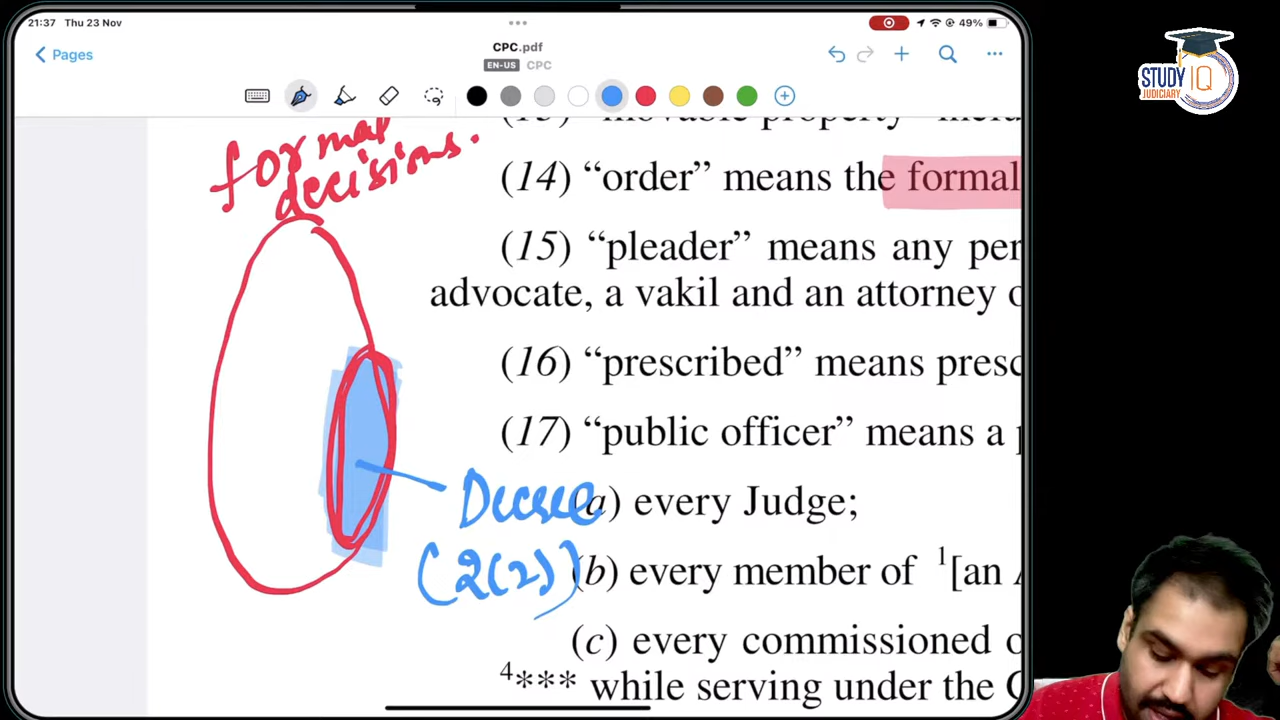 21:37 Thu 23 Nov
49%
Pages
CPC.pdf
EN-US CPC
STUDY IQ
JUDICIARY
formal
decisions.
(14) “order” means the formal
(15) “pleader” means any per
advocate, a vakil and an attorney o
(16) “prescribed” means presc
(17) “public officer” means a p
Decree
(2(2))
(a) every Judge;
(b) every member of 1[an A
(c) every commissioned o
4*** while serving under the G